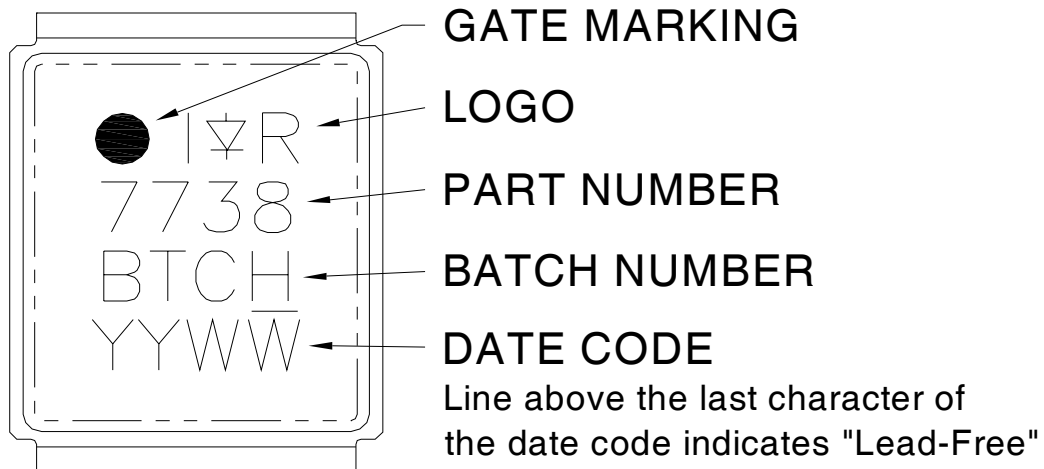 GATE MARKING
I R
LOGO
7738
PART NUMBER
BTCH
BATCH NUMBER
YYWW
DATE CODE
Line above the last character of
the date code indicates "Lead-Free"